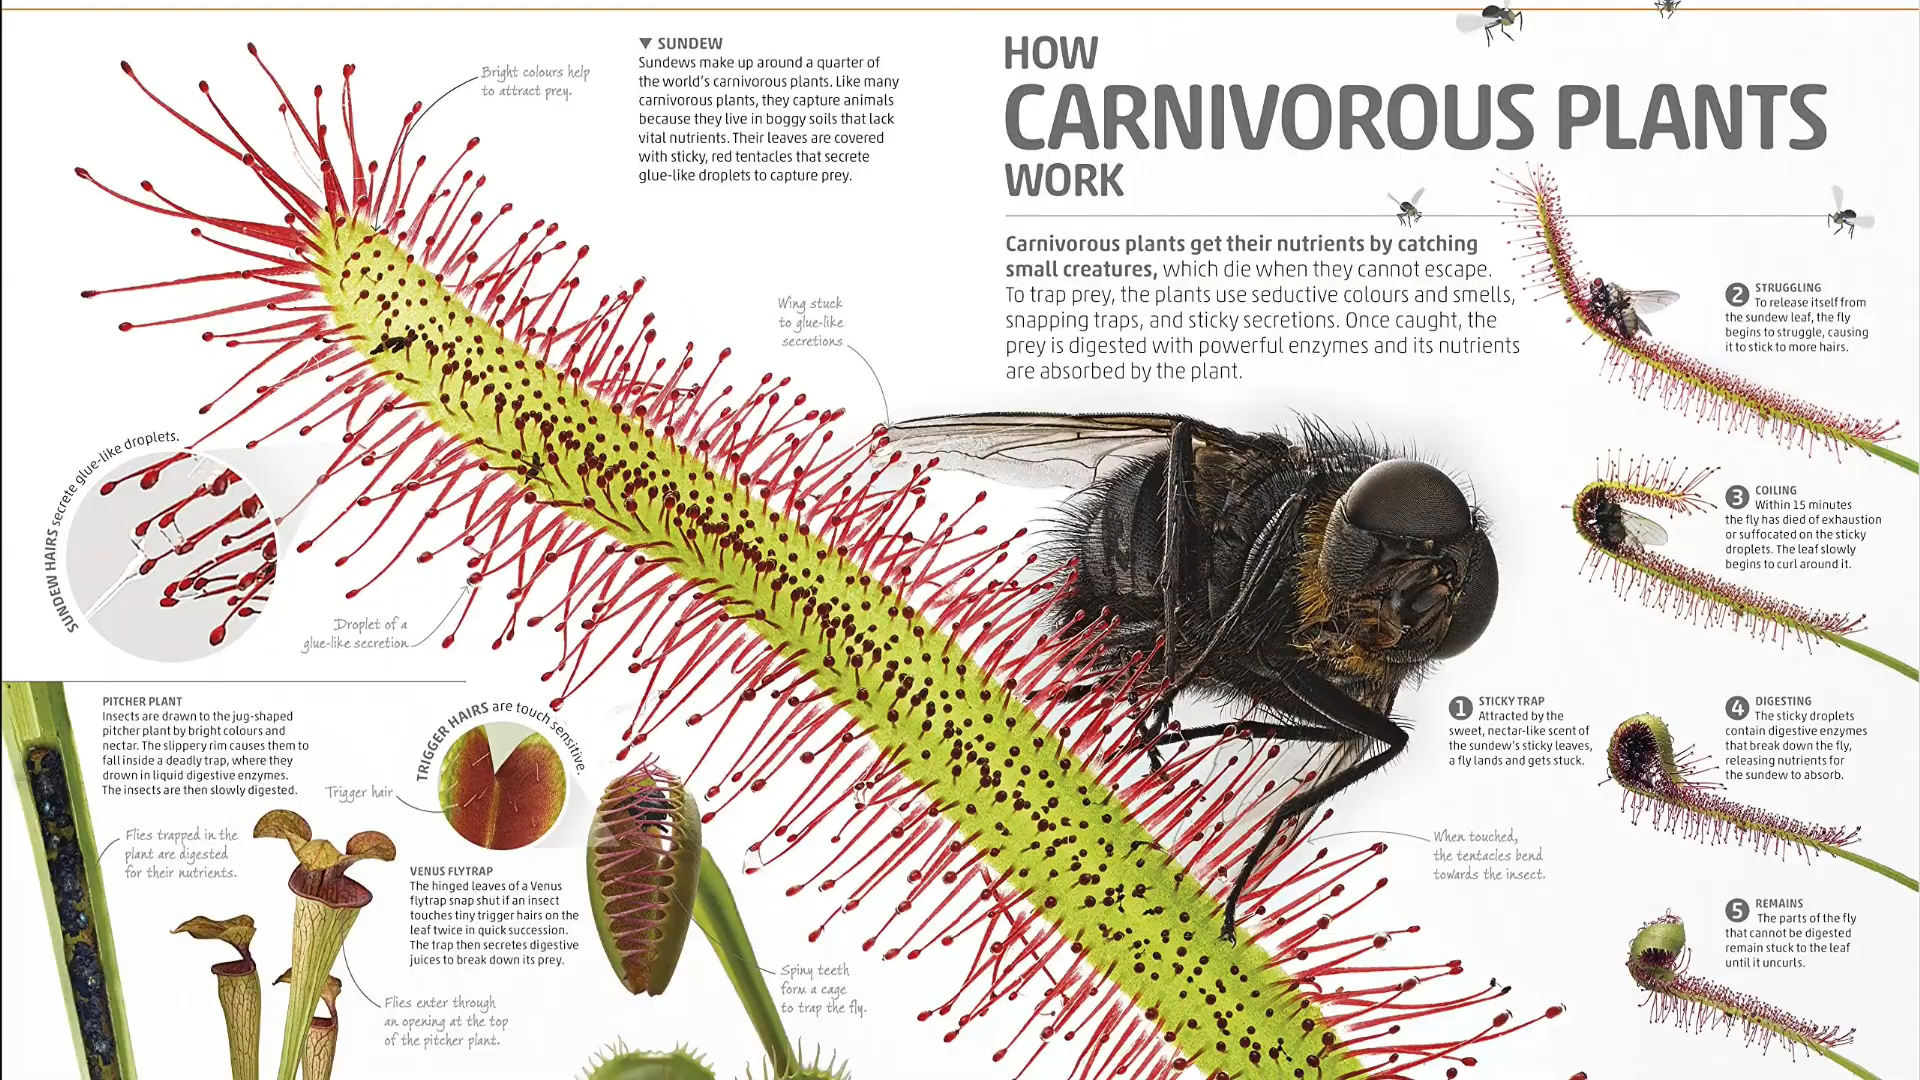 HOW
CARNIVOROUS PLANTS
WORK
Carnivorous plants get their nutrients by catching
small creatures, which die when they cannot escape.
To trap prey, the plants use seductive colours and smells,
snapping traps, and sticky secretions. Once caught, the
prey is digested with powerful enzymes and its nutrients
are absorbed by the plant.
▼ SUNDEW
Sundews make up around a quarter of
the world's carnivorous plants. Like many
carnivorous plants, they capture animals
because they live in boggy soils that lack
vital nutrients. Their leaves are covered
with sticky, red tentacles that secrete
glue-like droplets to capture prey.
Bright colours help
to attract prey.
Wing stuck
to glue-like
secretions
SUNDEW HAIRS secrete glue-like droplets.
Droplet of a
glue-like secretion
PITCHER PLANT
Insects are drawn to the jug-shaped
pitcher plant by bright colours and
nectar. The slippery rim causes them to
fall inside a deadly trap, where they
drown in liquid digestive enzymes.
The insects are then slowly digested.
Flies trapped in the
plant are digested
for their nutrients.
Flies enter through
an opening at the top
of the pitcher plant.
TRIGGER HAIRS are touch sensitive.
Trigger hair
VENUS FLYTRAP
The hinged leaves of a Venus
flytrap snap shut if an insect
touches tiny trigger hairs on the
leaf twice in quick succession.
The trap then secretes digestive
juices to break down its prey.
Spiny teeth
form a cage
to trap the fly.
1 STICKY TRAP
Attracted by the
sweet, nectar-like scent of
the sundew's sticky leaves,
a fly lands and gets stuck.
When touched,
the tentacles bend
towards the insect.
2 STRUGGLING
To release itself from
the sundew leaf, the fly
begins to struggle, causing
it to stick to more hairs.
3 COILING
Within 15 minutes
the fly has died of exhaustion
or suffocated on the sticky
droplets. The leaf slowly
begins to curl around it.
4 DIGESTING
The sticky droplets
contain digestive enzymes
that break down the fly,
releasing nutrients for
the sundew to absorb.
5 REMAINS
The parts of the fly
that cannot be digested
remain stuck to the leaf
until it uncurls.